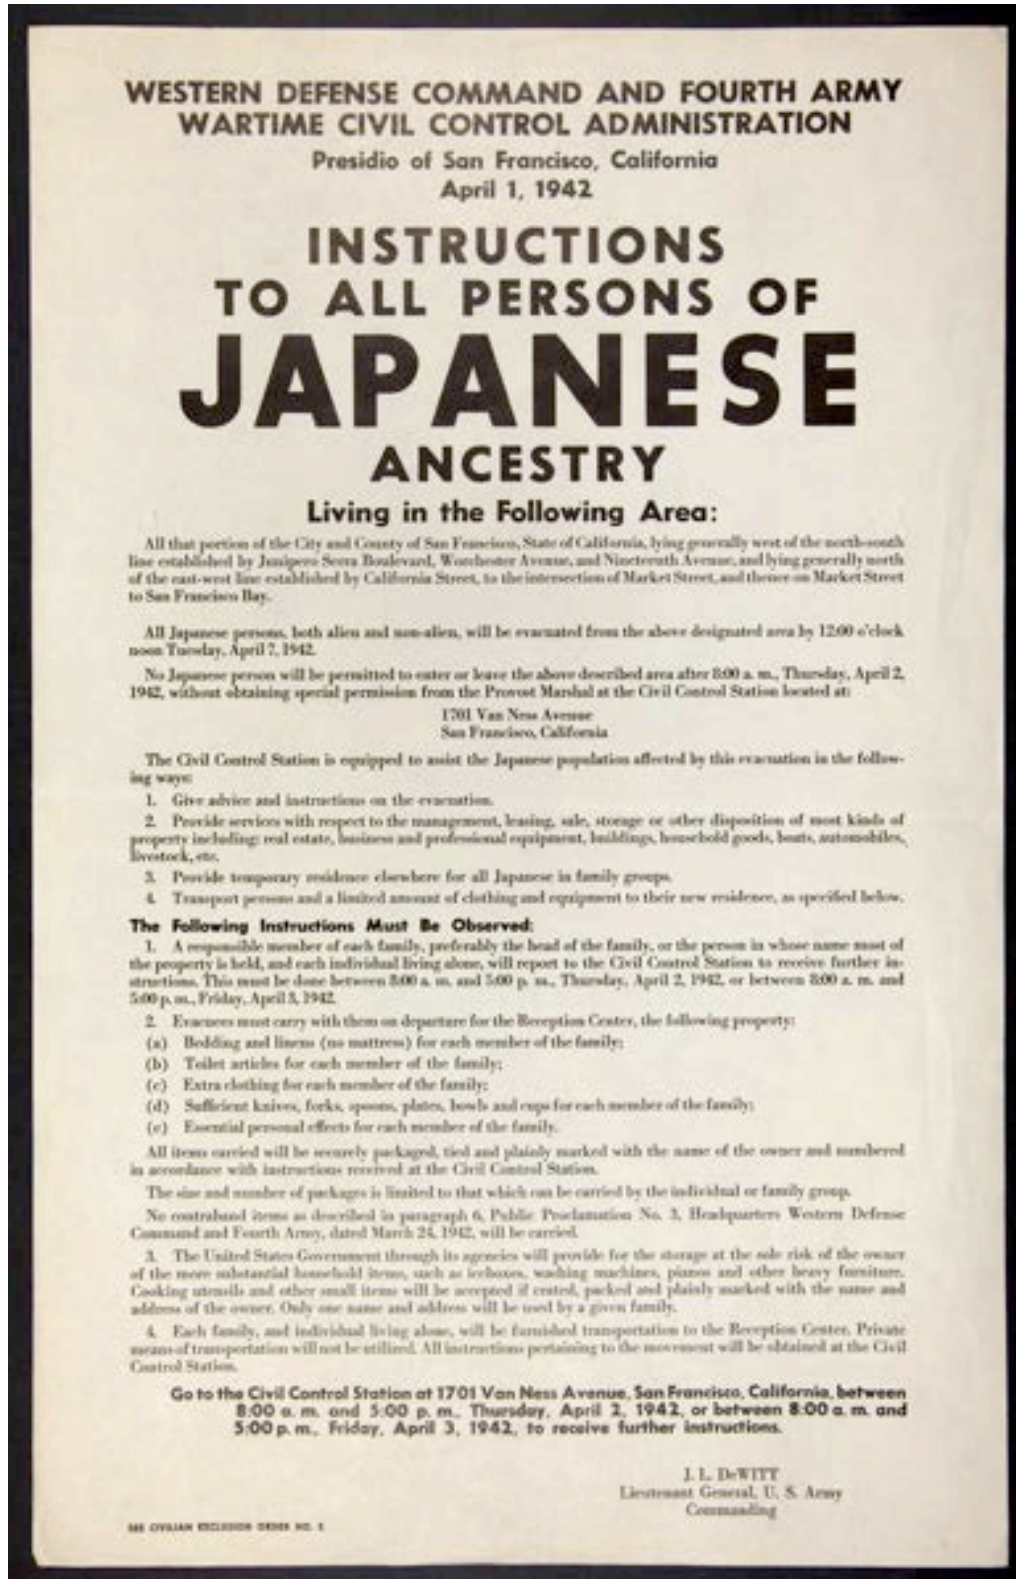 WESTERN DEFENSE COMMAND AND FOURTH ARMY
WARTIME CIVIL CONTROL ADMINISTRATION
Presidio of San Francisco, California
April 1, 1942
INSTRUCTIONS
TO ALL PERSONS OF
JAPANESE
ANCESTRY
Living in the Following Area:
All that portion of the City and County of San Francisco, State of California, lying generally west of the north-south
line established by Junipero Serra Boulevard, Worchester Avenue, and Nineteenth Avenue, and lying generally north
of the east-west line established by California Street, to the intersection of Market Street, and thence on Market Street
to San Francisco Bay.
All Japanese persons, both alien and non-alien, will be evacuated from the above designated area by 12:00 o'clock
noon Tuesday, April 7, 1942.
No Japanese person will be permitted to enter or leave the above described area after 8:00 a. m., Thursday, April 2,
1942, without obtaining special permission from the Provost Marshal at the Civil Control Station located at:
1701 Van Ness Avenue
San Francisco, California
The Civil Control Station is equipped to assist the Japanese population affected by this evacuation in the follow-
ing ways:
1. Give advice and instructions on the evacuation.
2. Provide services with respect to the management, leasing, sale, storage or other disposition of most kinds of
property including: real estate, business and professional equipment, buildings, household goods, boats, automobiles,
livestock, etc.
3. Provide temporary residence elsewhere for all Japanese in family groups.
4. Transport persons and a limited amount of clothing and equipment to their new residence, as specified below.
The Following Instructions Must Be Observed:
1. A responsible member of each family, preferably the head of the family, or the person in whose name most of
the property is held, and each individual living alone, will report to the Civil Control Station to receive further in-
structions. This must be done between 8:00 a. m. and 5:00 p. m., Thursday, April 2, 1942, or between 8:00 a. m. and
5:00 p. m., Friday, April 3, 1942.
2. Evacuees must carry with them on departure for the Reception Center, the following property:
(a) Bedding and linens (no mattress) for each member of the family;
(b) Toilet articles for each member of the family;
(c) Extra clothing for each member of the family;
(d) Sufficient knives, forks, spoons, plates, bowls and cups for each member of the family;
(e) Essential personal effects for each member of the family.
All items carried will be securely packaged, tied and plainly marked with the name of the owner and numbered
in accordance with instructions received at the Civil Control Station.
The size and number of packages is limited to that which can be carried by the individual or family group.
No contraband items as described in paragraph 6, Public Proclamation No. 3, Headquarters Western Defense
Command and Fourth Army, dated March 24, 1942, will be carried.
3. The United States Government through its agencies will provide for the storage at the sole risk of the owner
of the more substantial household items, such as iceboxes, washing machines, pianos and other heavy furniture.
Cooking utensils and other small items will be accepted if crated, packed and plainly marked with the name and
address of the owner. Only one name and address will be used by a given family.
4. Each family, and individual living alone, will be furnished transportation to the Reception Center. Private
means of transportation will not be utilized. All instructions pertaining to the movement will be obtained at the Civil
Control Station.
Go to the Civil Control Station at 1701 Van Ness Avenue, San Francisco, California, between
8:00 a. m. and 5:00 p. m., Thursday, April 2, 1942, or between 8:00 a. m. and
5:00 p. m., Friday, April 3, 1942, to receive further instructions.
J. L. DeWITT
Lieutenant General, U. S. Army
Commanding
SEE CIVILIAN EXCLUSION ORDER NO. 5